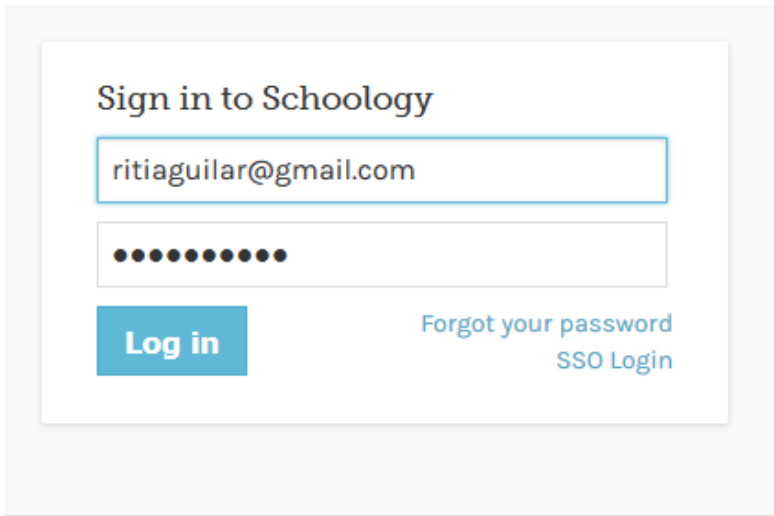 Sign in to Schoology
ritiaguilar@gmail.com
••••••••••
Log in
Forgot your password
SSO Login